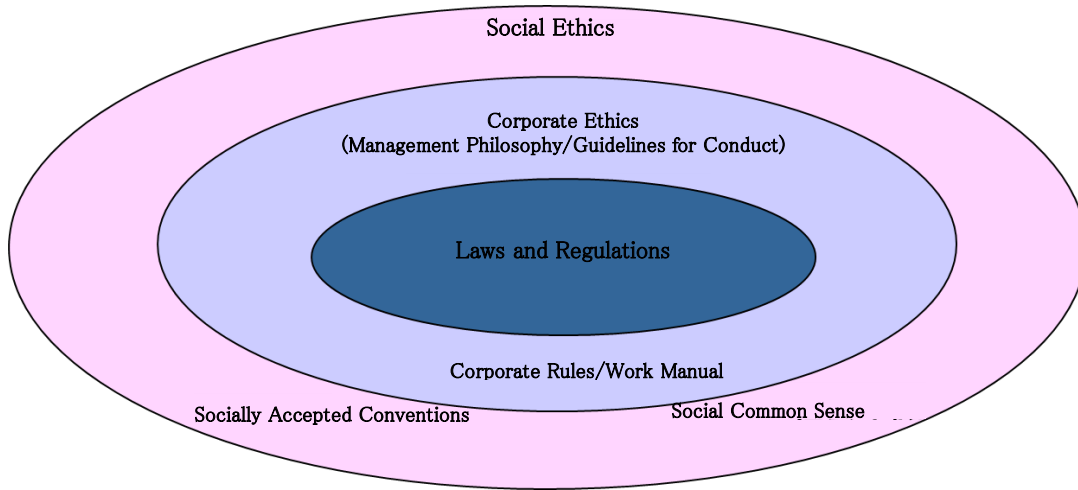 Social Ethics
Corporate Ethics
(Management Philosophy/Guidelines for Conduct)
Laws and Regulations
Corporate Rules/Work Manual
Socially Accepted Conventions
Social Common Sense